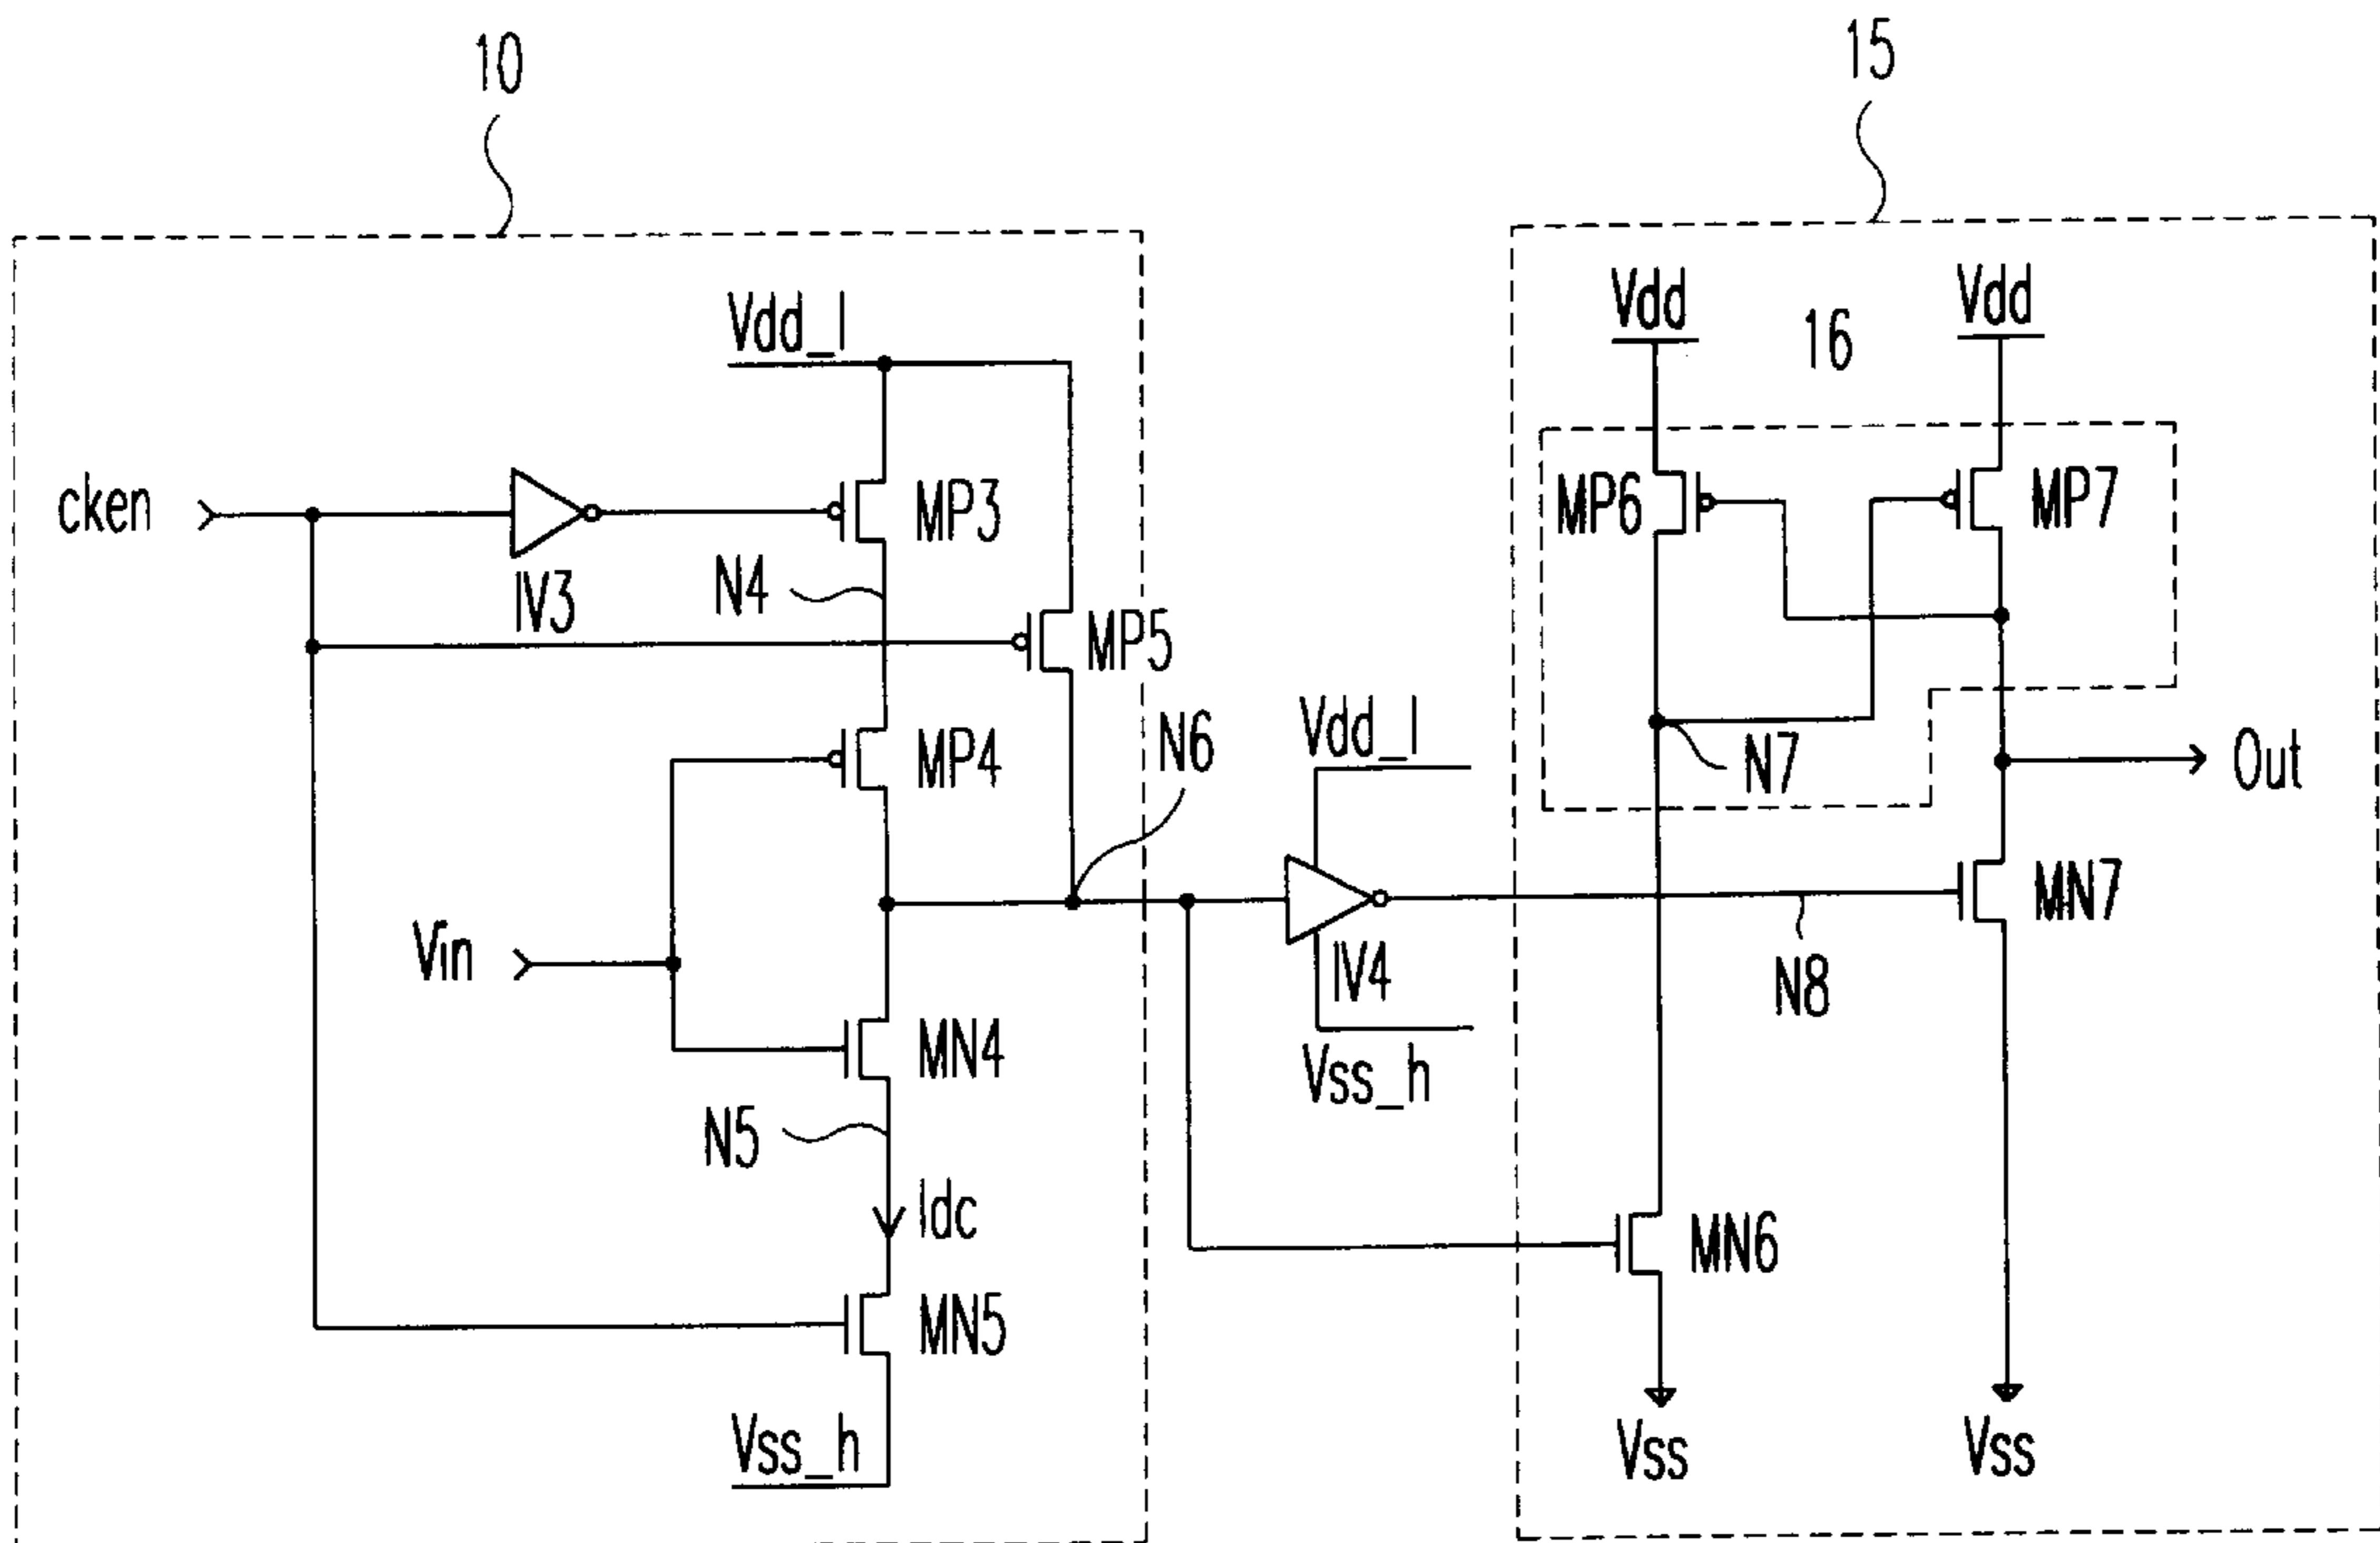 10
15
Vdd_l
Vdd
16
Vdd
cken
IV3
MP3
N4
MP5
MP6
MP7
MP4
N6
Vdd_l
N7
Out
Vin
IV4
N8
MN7
MN4
Vss_h
N5
Idc
MN6
MN5
Vss_h
Vss
Vss